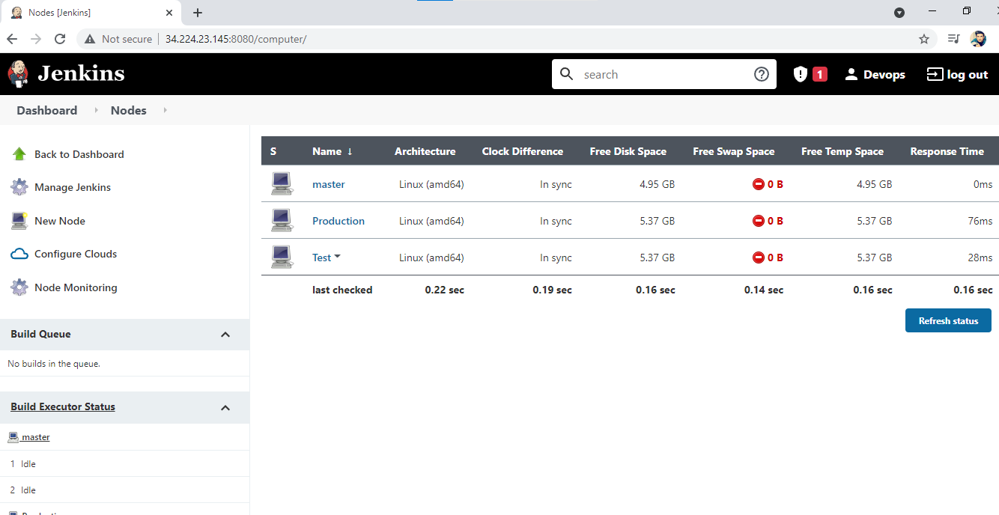 Nodes [Jenkins]
Not secure 34.224.23.145:8080/computer/
Jenkins
search
1
Devops
log out
Dashboard
Nodes
Back to Dashboard
Manage Jenkins
New Node
Configure Clouds
Node Monitoring
Build Queue
No builds in the queue.
Build Executor Status
master
1 Idle
2 Idle
S Name ↓ Architecture Clock Difference Free Disk Space Free Swap Space Free Temp Space Response Time
master Linux (amd64) In sync 4.95 GB 0 B 4.95 GB 0ms
Production Linux (amd64) In sync 5.37 GB 0 B 5.37 GB 76ms
Test Linux (amd64) In sync 5.37 GB 0 B 5.37 GB 28ms
last checked 0.22 sec 0.19 sec 0.16 sec 0.14 sec 0.16 sec 0.16 sec
Refresh status